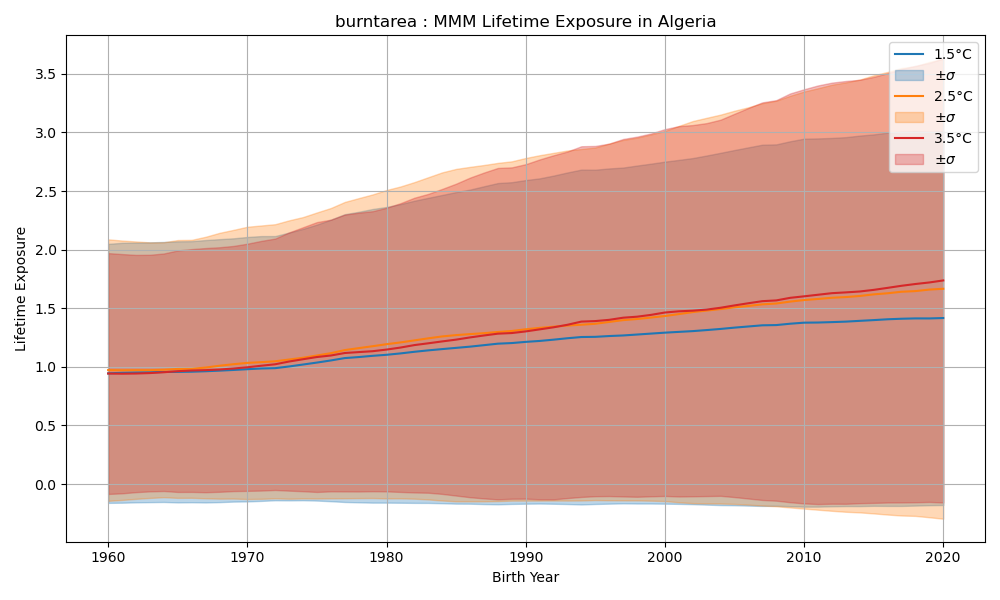 burntarea : MMM Lifetime Exposure in Algeria
Lifetime Exposure
3.5
3.0
2.5
2.0
1.5
1.0
0.5
0.0
1.5°C
±σ
2.5°C
±σ
3.5°C
±σ
1960 1970 1980 1990 2000 2010 2020
Birth Year